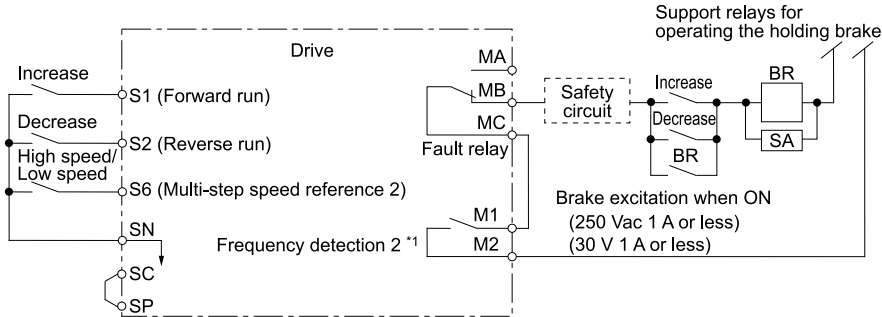 Support relays for
operating the holding brake
Drive
MA
Increase
S1 (Forward run)
MB
Safety
circuit
Increase
BR
Decrease
S2 (Reverse run)
MC
Fault relay
Decrease
SA
High speed/
Low speed
S6 (Multi-step speed reference 2)
BR
SN
Frequency detection 2 *1
M1
M2
Brake excitation when ON
(250 Vac 1 A or less)
(30 V 1 A or less)
SC
SP